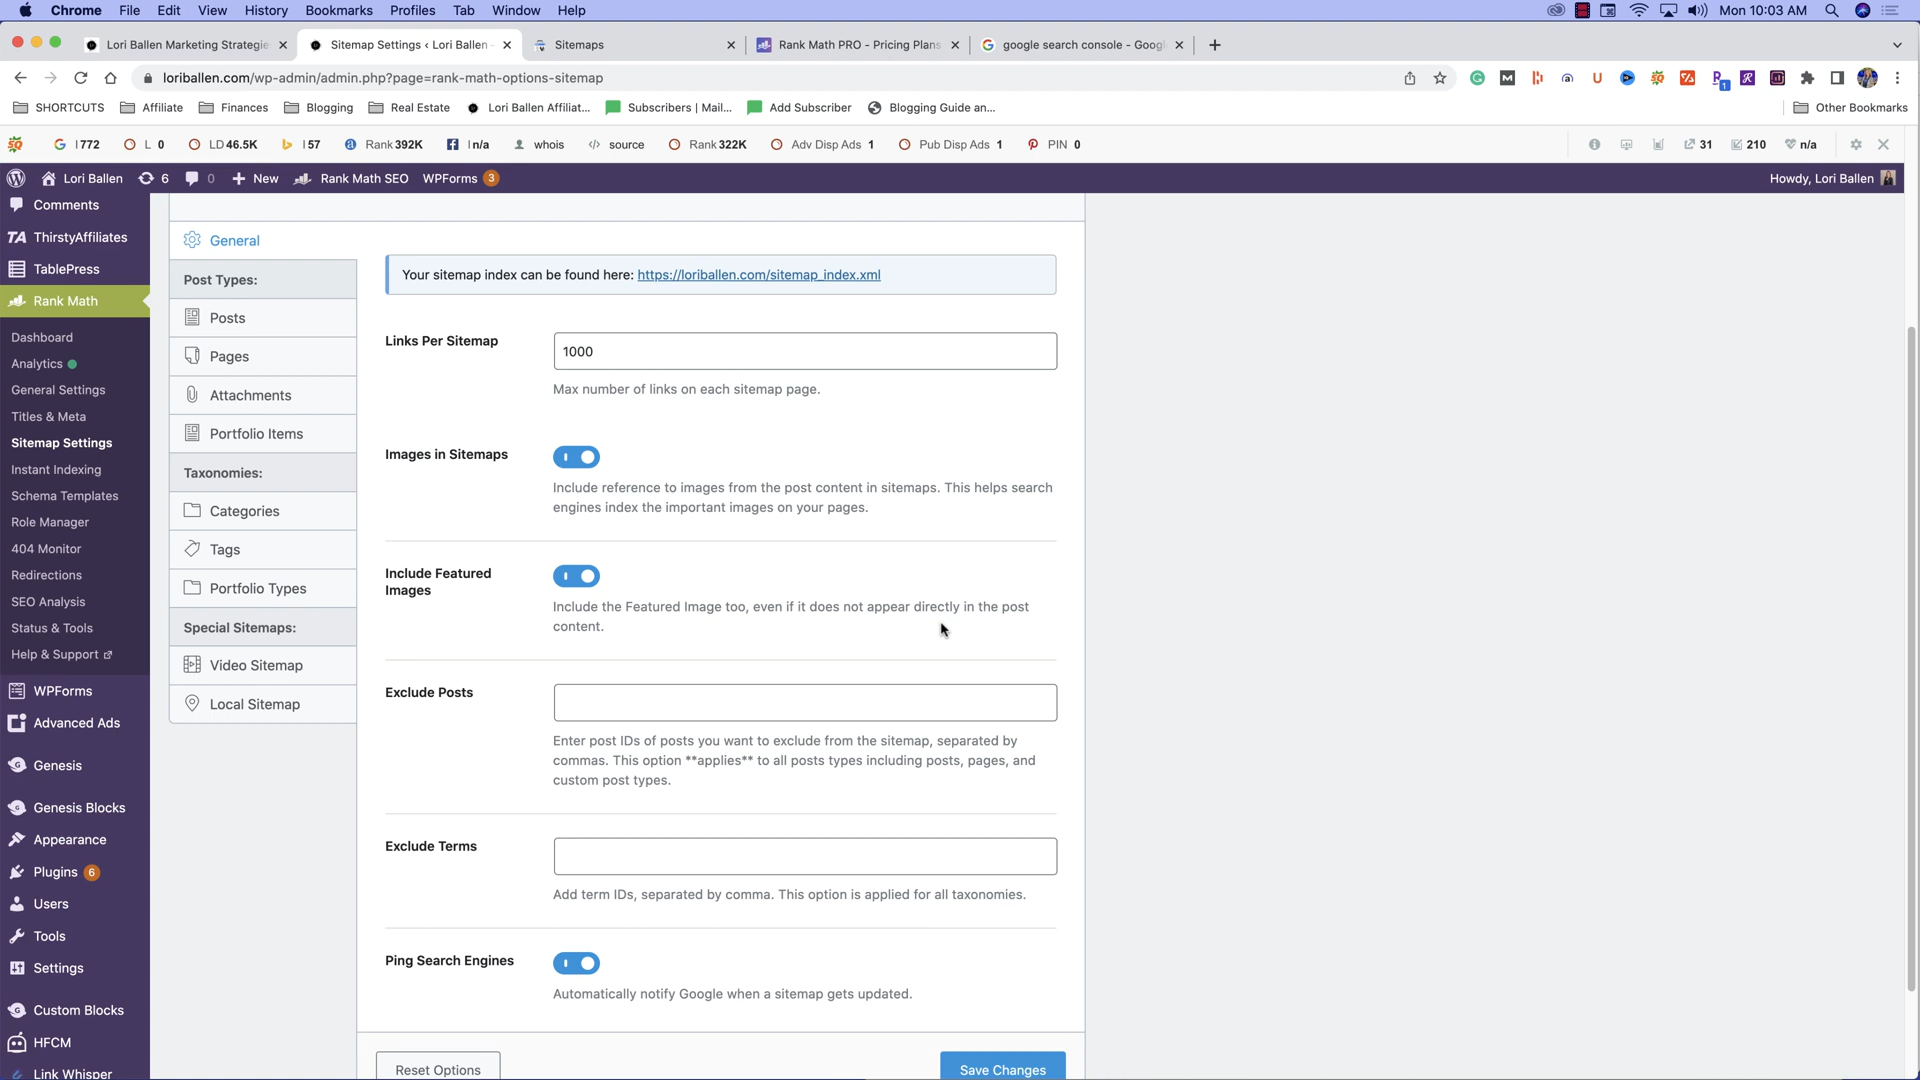 Chrome File Edit View History Bookmarks Profiles Tab Window Help Mon 10:03 AM
Lori Ballen Marketing Strategie
Sitemap Settings ‹ Lori Ballen -
Sitemaps
Rank Math PRO - Pricing Plans
google search console - Googl
loriballen.com/wp-admin/admin.php?page=rank-math-options-sitemap
SHORTCUTS Affiliate Finances Blogging Real Estate Lori Ballen Affiliat... Subscribers | Mail... Add Subscriber Blogging Guide an... Other Bookmarks
I 772 L 0 LD 46.5K I 57 Rank 392K I n/a whois source Rank 322K Adv Disp Ads 1 Pub Disp Ads 1 PIN 0 31 210 n/a
Lori Ballen 6 0 New Rank Math SEO WPForms 3 Howdy, Lori Ballen
Comments
ThirstyAffiliates
TablePress
Rank Math
Dashboard
Analytics
General Settings
Titles & Meta
Sitemap Settings
Instant Indexing
Schema Templates
Role Manager
404 Monitor
Redirections
SEO Analysis
Status & Tools
Help & Support
WPForms
Advanced Ads
Genesis
Genesis Blocks
Appearance
Plugins 6
Users
Tools
Settings
Custom Blocks
HFCM
Link Whisper
General
Post Types:
Posts
Pages
Attachments
Portfolio Items
Taxonomies:
Categories
Tags
Portfolio Types
Special Sitemaps:
Video Sitemap
Local Sitemap
Your sitemap index can be found here: https://loriballen.com/sitemap_index.xml
Links Per Sitemap
1000
Max number of links on each sitemap page.
Images in Sitemaps
Include reference to images from the post content in sitemaps. This helps search
engines index the important images on your pages.
Include Featured
Images
Include the Featured Image too, even if it does not appear directly in the post
content.
Exclude Posts
Enter post IDs of posts you want to exclude from the sitemap, separated by
commas. This option **applies** to all posts types including posts, pages, and
custom post types.
Exclude Terms
Add term IDs, separated by comma. This option is applied for all taxonomies.
Ping Search Engines
Automatically notify Google when a sitemap gets updated.
Reset Options
Save Changes